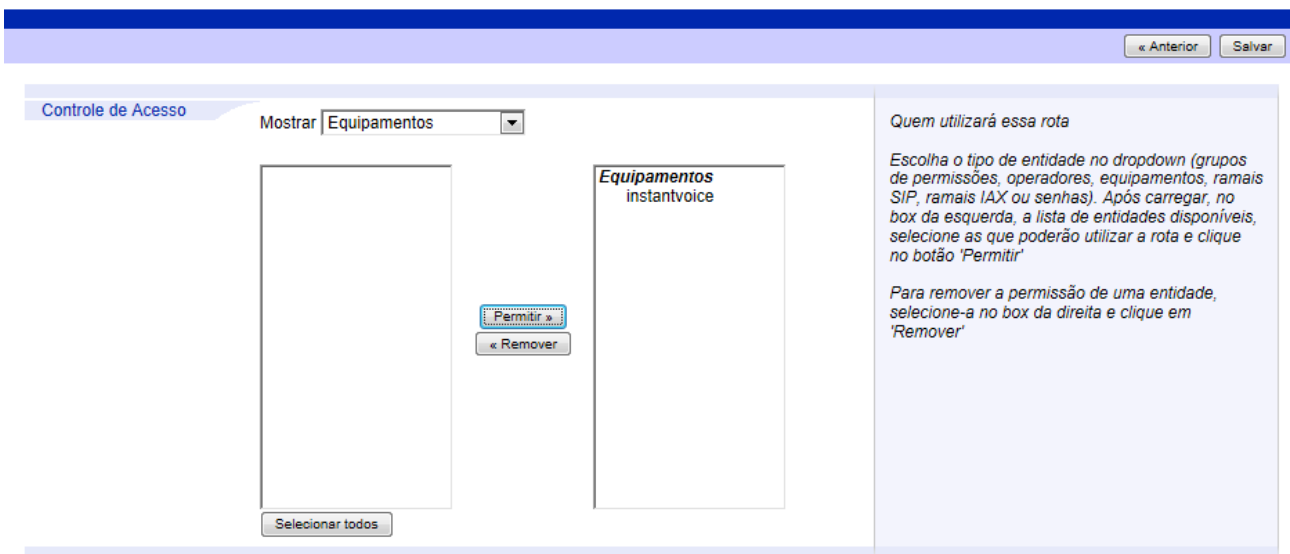 « Anterior
Salvar
Controle de Acesso
Mostrar Equipamentos
Equipamentos
instantvoice
Permitir »
« Remover
Selecionar todos
Quem utilizará essa rota
Escolha o tipo de entidade no dropdown (grupos
de permissões, operadores, equipamentos, ramais
SIP, ramais IAX ou senhas). Após carregar, no
box da esquerda, a lista de entidades disponíveis,
selecione as que poderão utilizar a rota e clique
no botão 'Permitir'
Para remover a permissão de uma entidade,
selecione-a no box da direita e clique em
'Remover'